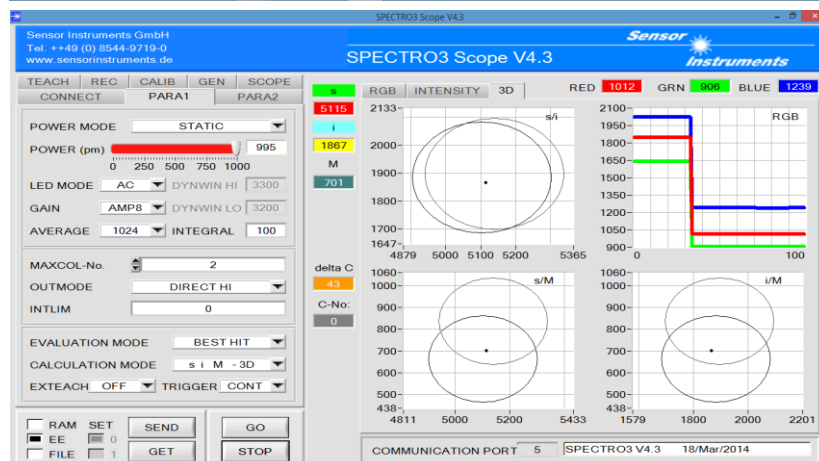 SPECTRO3 Scope V4.3
Sensor Instruments GmbH
Tel. ++49 (0) 8544-9719-0
www.sensorinstruments.de
SPECTRO3 Scope V4.3
Sensor
Instruments
TEACH REC CALIB GEN SCOPE
CONNECT PARA1 PARA2
POWER MODE STATIC
POWER (pm) 995
0 250 500 750 1000
LED MODE AC DYNWIN HI 3300
GAIN AMP8 DYNWIN LO 3200
AVERAGE 1024 INTEGRAL 100
MAXCOL-No. 2
OUTMODE DIRECT HI
INTLIM 0
EVALUATION MODE BEST HIT
CALCULATION MODE s i M - 3D
EXTEACH OFF TRIGGER CONT
RAM SET
EE 0
FILE 1
SEND GO
GET STOP
s
5115
i
1867
M
701
delta C
43
C-No:
0
RGB INTENSITY 3D
RED 1012 GRN 906 BLUE 1239
s/i
2133
2000
1900
1800
1700
1647
4879 5000 5100 5200 5365
RGB
2100
1950
1800
1650
1500
1350
1200
1050
900
0 100
s/M
1060
1000
900
800
700
600
500
438
4811 5000 5200 5433
i/M
1060
1000
900
800
700
600
500
438
1579 1800 2000 2201
COMMUNICATION PORT 5 SPECTRO3 V4.3 18/Mar/2014